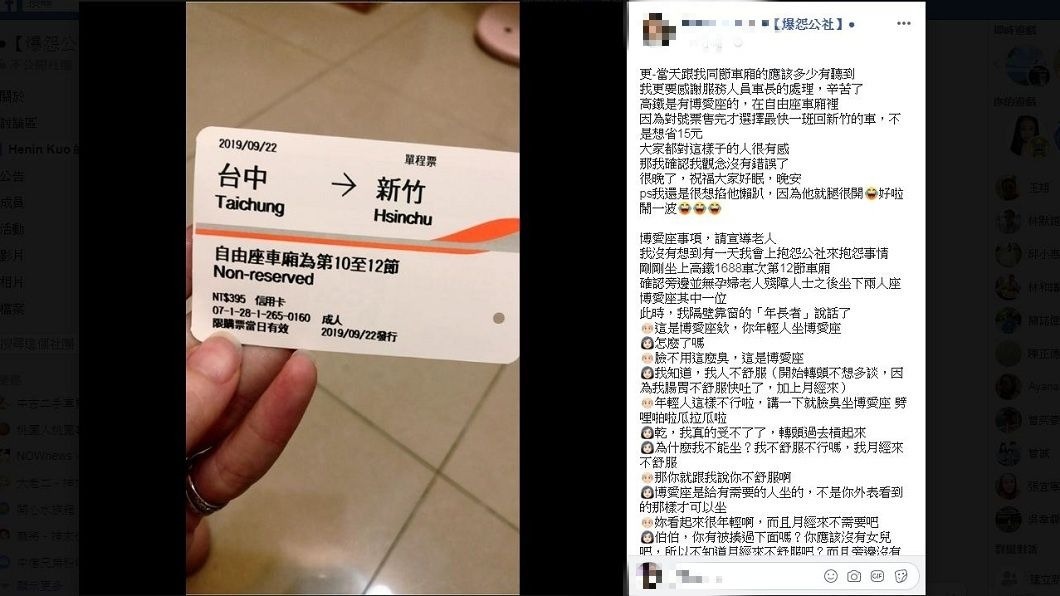 2019/09/22
單程票
台中 → 新竹
Taichung
Hsinchu
自由座車廂為第10至12節
Non-reserved
NT$395 信用卡
07-1-28-1-265-0160 成人
限購票當日有效 2019/09/22發行
【爆怨公社】
更-當天跟我同節車廂的應該多少有聽到
我更要感謝服務人員車長的處理，辛苦了
高鐵是有博愛座的，在自由座車廂裡
因為對號票售完才選擇最快一班回新竹的車，不
是想省15元
大家都對這樣子的人很有感
那我確認我觀念沒有錯誤了
很晚了，祝福大家好眠，晚安
ps我還是很想掐他懶趴，因為他就腿很開😂好啦
鬧一波😂😂😂
博愛座事項，請宣導老人
我沒有想到有一天我會上抱怨公社來抱怨事情
剛剛坐上高鐵1688車次第12節車廂
確認旁邊並無孕婦老人殘障人士之後坐下兩人座
博愛座其中一位
此時，我隔壁靠窗的「年長者」說話了
👴🏻這是博愛座欸，你年輕人坐博愛座
👩🏻怎麼了嗎
👴🏻臉不用這麼臭，這是博愛座
👩🏻我知道，我人不舒服（開始轉頭不想多談，因
為我腸胃不舒服快吐了，加上月經來）
👴🏻年輕人這樣不行啦，講一下就臉臭坐博愛座 劈
哩啪啦瓜拉瓜啦
👩🏻乾，我真的受不了了，轉頭過去槓起來
👩🏻為什麼我不能坐？我不舒服不行嗎，我月經來
不舒服
👴🏻那你就跟我說你不舒服啊
👩🏻博愛座是給有需要的人坐的，不是你外表看到
的那樣才可以坐
👴🏻妳看起來很年輕啊，而且月經來不需要吧
👩🏻伯伯，你有被揍過下面嗎？你應該沒有女兒
吧，所以不知道月經來不舒服吧？而且旁邊沒有
GIF
Henin Kuo
NOWnews